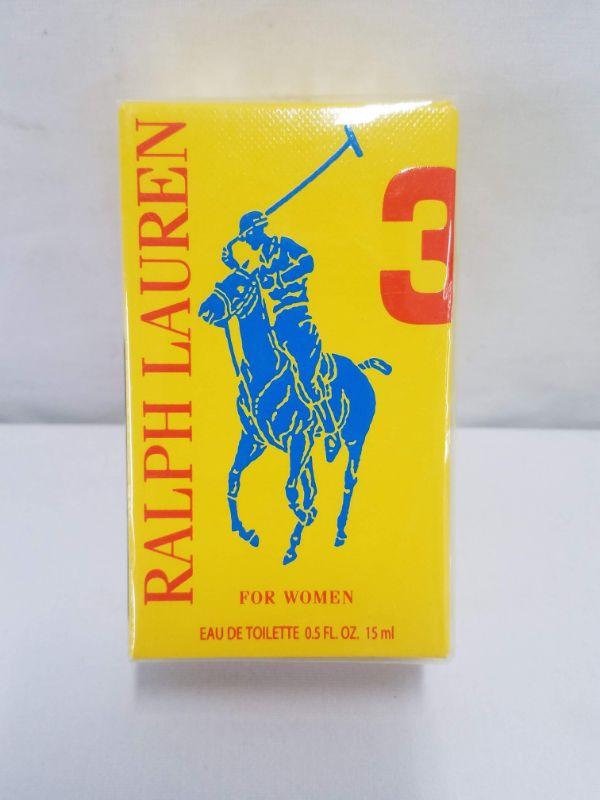 RALPH LAUREN
3
FOR WOMEN
EAU DE TOILETTE 0.5 FL. OZ. 15 ml